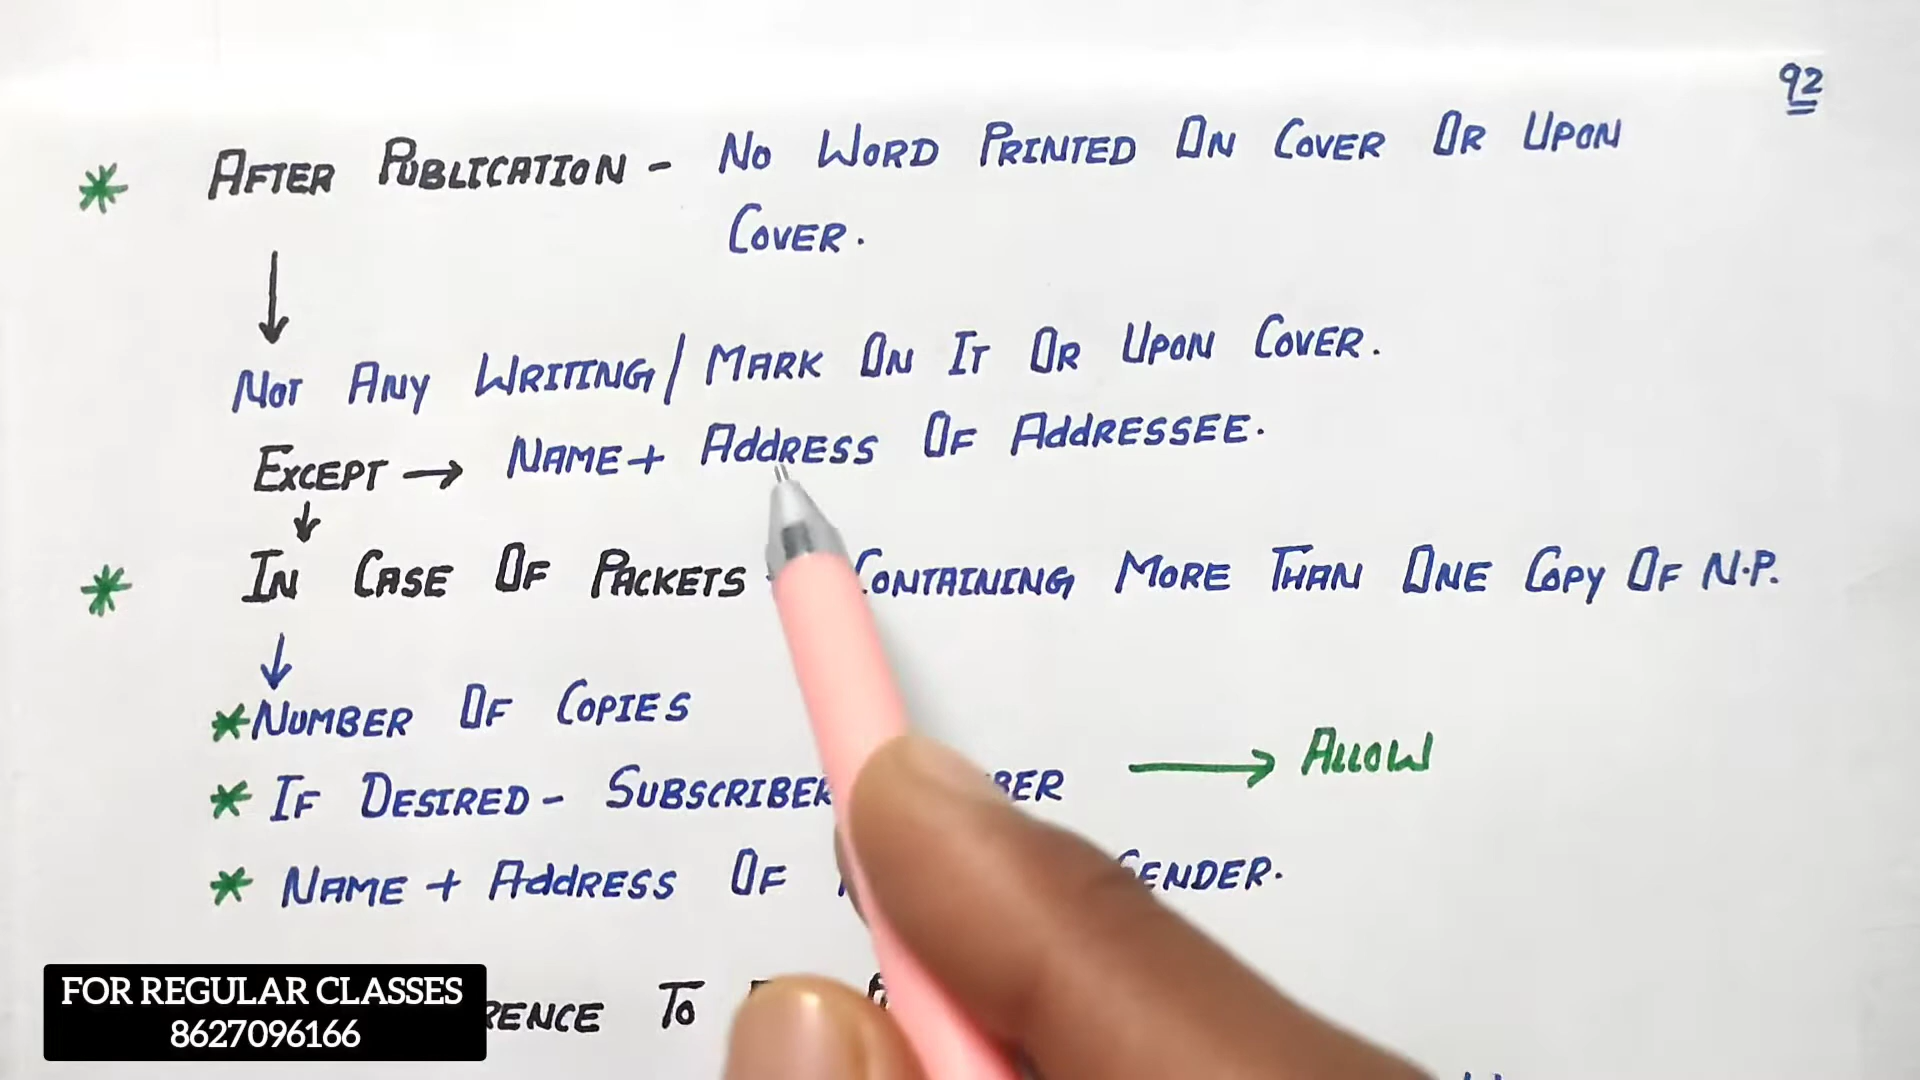 92
* AFTER PUBLICATION - NO WORD PRINTED ON COVER OR UPON
COVER.
NOT ANY WRITING/ MARK ON IT OR UPON COVER.
EXCEPT → NAME + ADDRESS OF ADDRESSEE.
* IN CASE OF PACKETS CONTAINING MORE THAN ONE COPY OF N.P.
* NUMBER OF COPIES
* IF DESIRED - SUBSCRIBER → ALLOW
* NAME + ADDRESS OF SENDER.
TO
FOR REGULAR CLASSES
8627096166